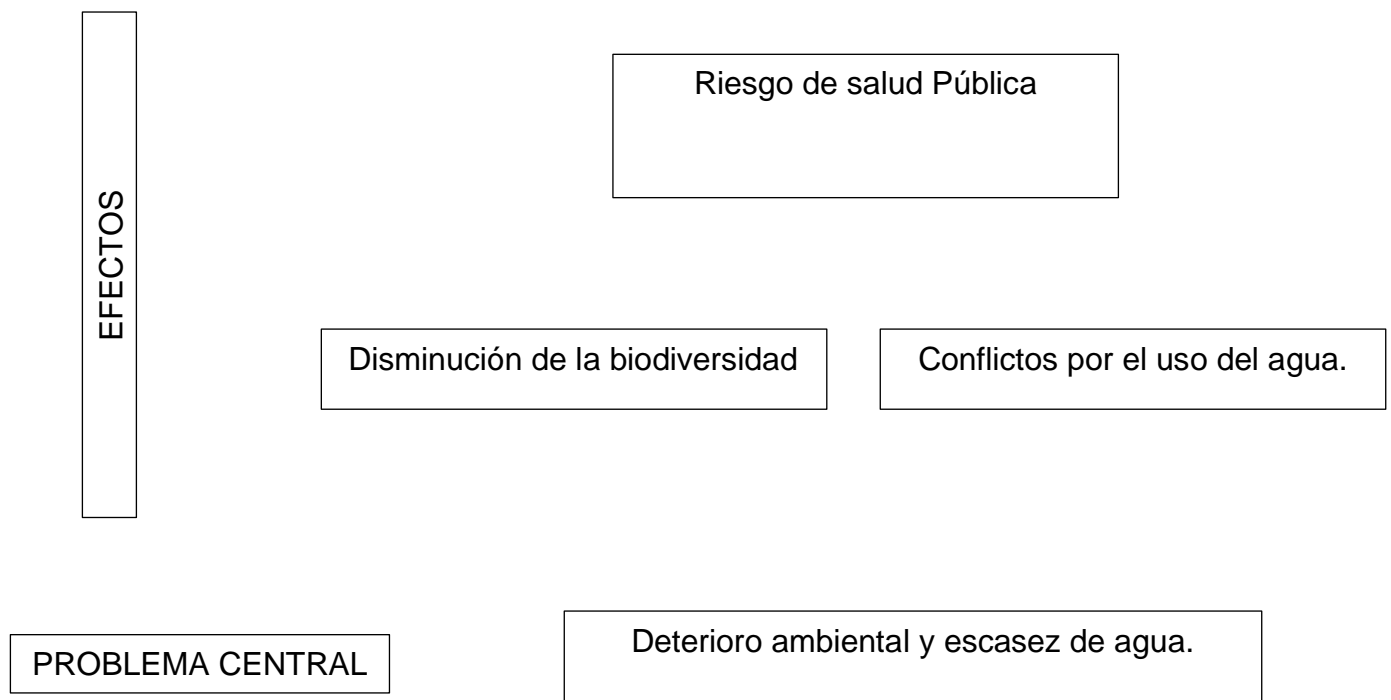 EFECTOS
Riesgo de salud Pública
Disminución de la biodiversidad
Conflictos por el uso del agua.
PROBLEMA CENTRAL
Deterioro ambiental y escasez de agua.